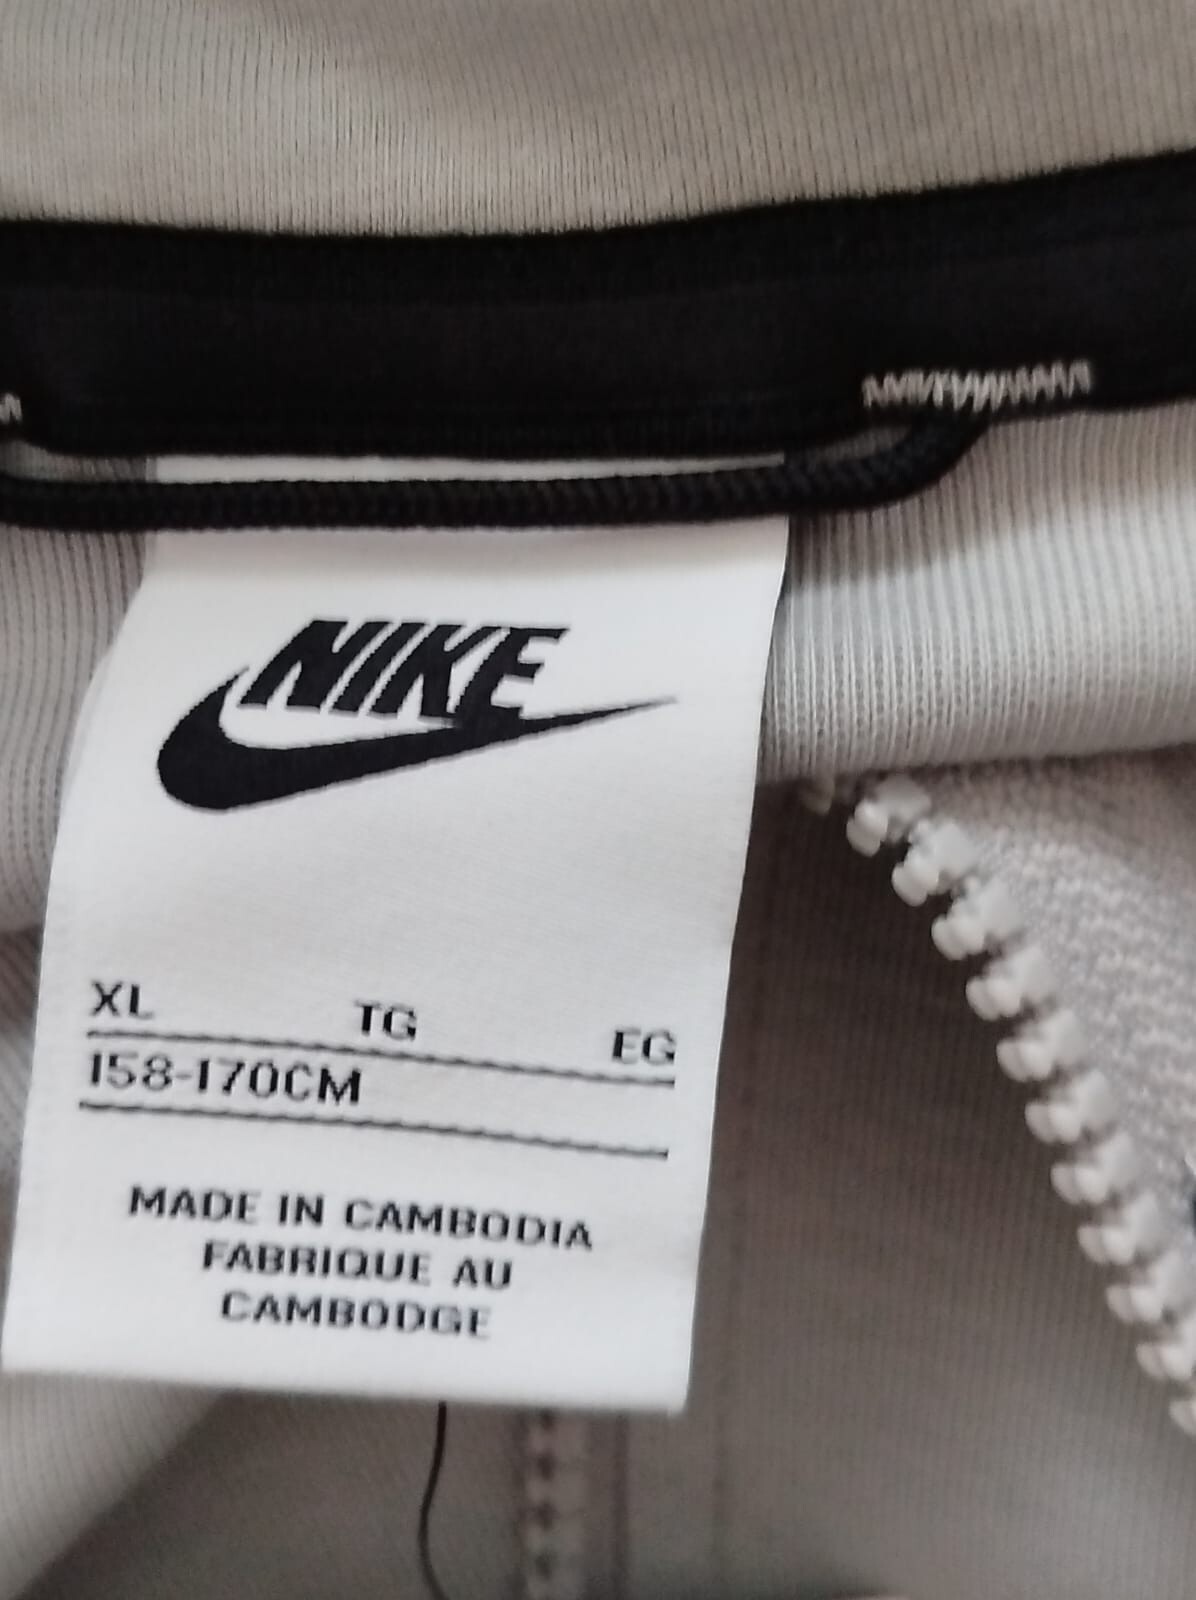 NIKE
XL TG EG
158-170CM
MADE IN CAMBODIA
FABRIQUE AU
CAMBODGE